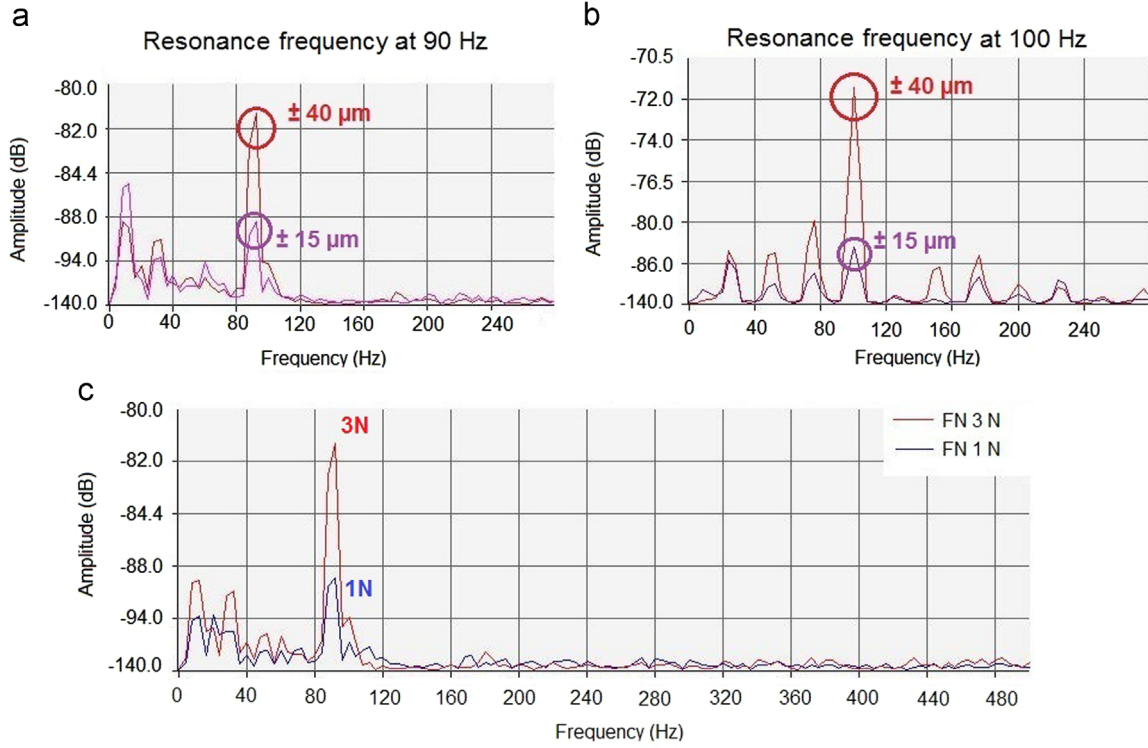 a
Resonance frequency at 90 Hz
Amplitude (dB)
-80.0
-82.0
-84.4
-88.0
-94.0
-140.0
± 40 µm
± 15 µm
0 40 80 120 160 200 240
Frequency (Hz)
b
Resonance frequency at 100 Hz
Amplitude (dB)
-70.5
-72.0
-74.0
-76.5
-80.0
-86.0
-140.0
± 40 µm
± 15 µm
0 40 80 120 160 200 240
Frequency (Hz)
c
Amplitude (dB)
-80.0
-82.0
-84.4
-88.0
-94.0
-140.0
3N
1N
FN 3 N
FN 1 N
0 40 80 120 160 200 240 280 320 360 400 440 480
Frequency (Hz)